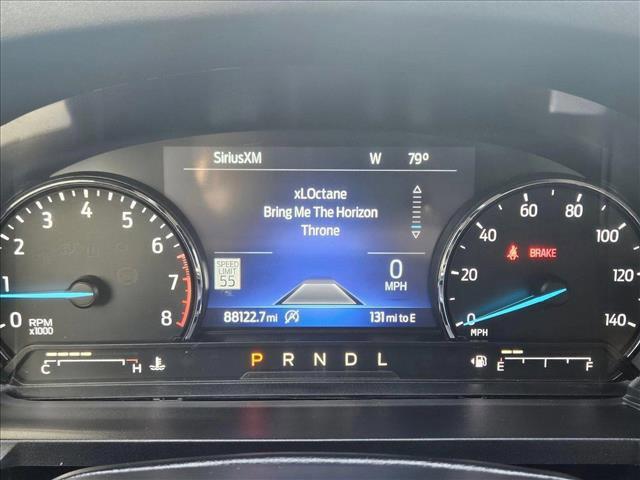 SiriusXM W 79°
xLOctane
Bring Me The Horizon
Throne
SPEED
LIMIT
55
0
MPH
88122.7 mi 131 mi to E
0 1 2 3 4 5 6 7 8
RPM
x1000
0 20 40 60 80 100 120 140
MPH
BRAKE
C H
P R N D L
E F